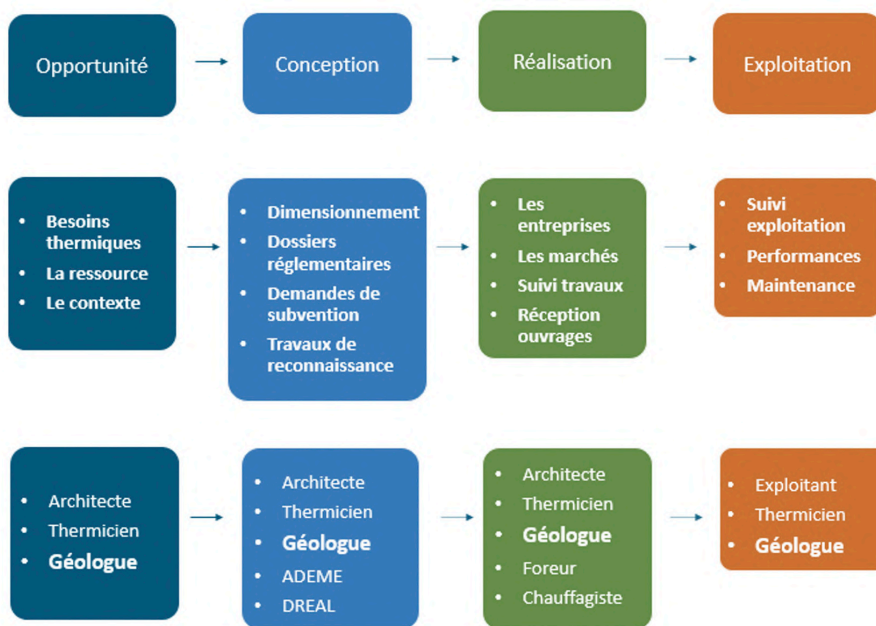 Opportunité
Conception
Réalisation
Exploitation
• Besoins
thermiques
• La ressource
• Le contexte
• Dimensionnement
• Dossiers
réglementaires
• Demandes de
subvention
• Travaux de
reconnaissance
• Les
entreprises
• Les marchés
• Suivi travaux
• Réception
ouvrages
• Suivi
exploitation
• Performances
• Maintenance
• Architecte
• Thermicien
• Géologue
• Architecte
• Thermicien
• Géologue
• ADEME
• DREAL
• Architecte
• Thermicien
• Géologue
• Foreur
• Chauffagiste
• Exploitant
• Thermicien
• Géologue